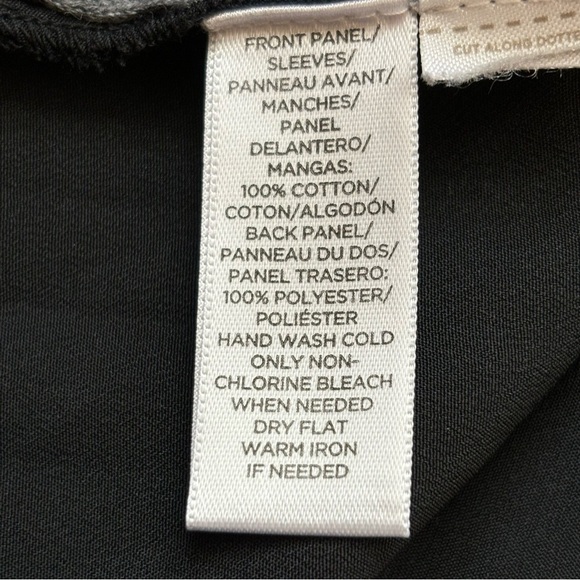 FRONT PANEL/
SLEEVES/
PANNEAU AVANT/
MANCHES/
PANEL
DELANTERO/
MANGAS:
100% COTTON/
COTON/ALGODÓN
BACK PANEL/
PANNEAU DU DOS/
PANEL TRASERO:
100% POLYESTER/
POLIÉSTER
HAND WASH COLD
ONLY NON-
CHLORINE BLEACH
WHEN NEEDED
DRY FLAT
WARM IRON
IF NEEDED
CUT ALONG